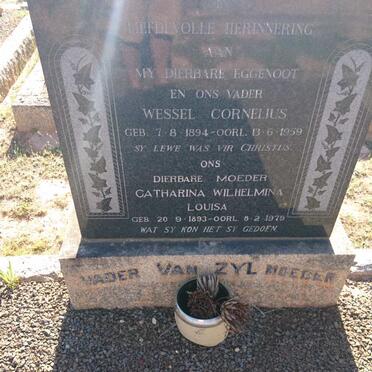 LIEFDEVOLLE HERINNERING
AAN
MY DIERBARE EGGENOOT
EN ONS VADER
WESSEL CORNELIUS
GEB. 7-8-1894-OORL. 13-6-1959
SY LEWE WAS VIR CHRISTUS.
ONS
DIERBARE MOEDER
CATHARINA WILHELMINA
LOUISA
GEB. 20-9-1893-OORL. 8-2-1979
WAT SY KON HET SY GEDOEN.
VADER VAN ZYL MOEDER